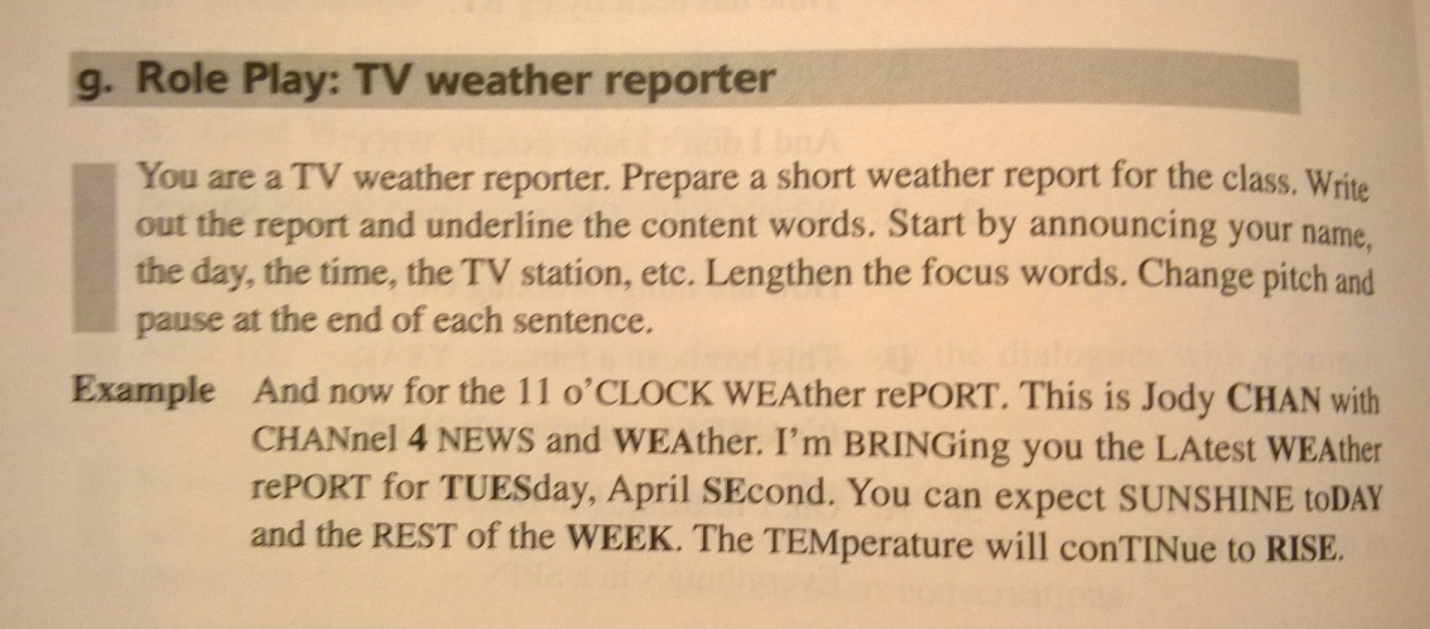 g. Role Play: TV weather reporter
You are a TV weather reporter. Prepare a short weather report for the class. Write
out the report and underline the content words. Start by announcing your name,
the day, the time, the TV station, etc. Lengthen the focus words. Change pitch and
pause at the end of each sentence.
Example And now for the 11 o'CLOCK WEAther rePORT. This is Jody CHAN with
CHANnel 4 NEWS and WEAther. I'm BRINGing you the LAtest WEAther
rePORT for TUESday, April SEcond. You can expect SUNSHINE toDAY
and the REST of the WEEK. The TEMperature will conTINue to RISE.